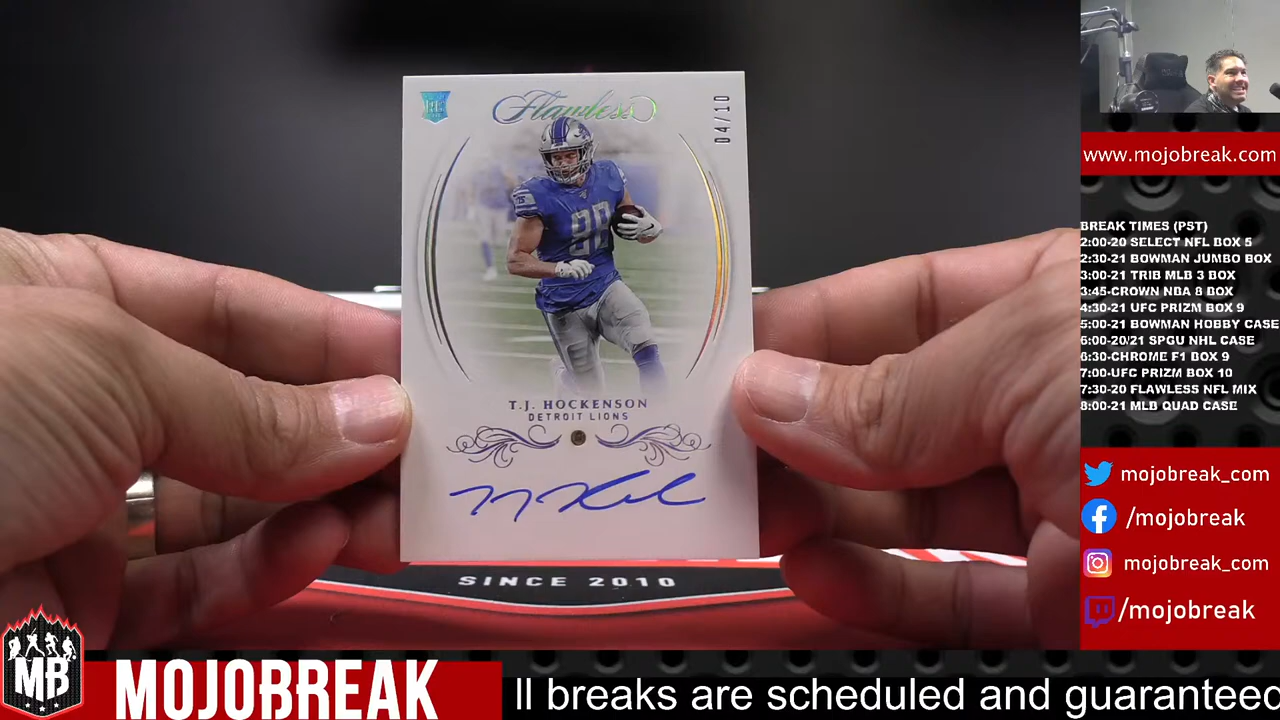 Flawless
04/10
88
T.J. HOCKENSON
DETROIT LIONS
SINCE 2010
MB
MOJOBREAK
ll breaks are scheduled and guaranteed
www.mojobreak.com
BREAK TIMES (PST)
2:00-20 SELECT NFL BOX 5
2:30-21 BOWMAN JUMBO BOX
3:00-21 TRIB MLB 3 BOX
3:45-CROWN NBA 8 BOX
4:30-21 UFC PRIZM BOX 9
5:00-21 BOWMAN HOBBY CASE
6:00-20/21 SPGU NHL CASE
6:30-CHROME F1 BOX 9
7:00-UFC PRIZM BOX 10
7:30-20 FLAWLESS NFL MIX
8:00-21 MLB QUAD CASE
mojobreak_com
/mojobreak
mojobreak_com
/mojobreak